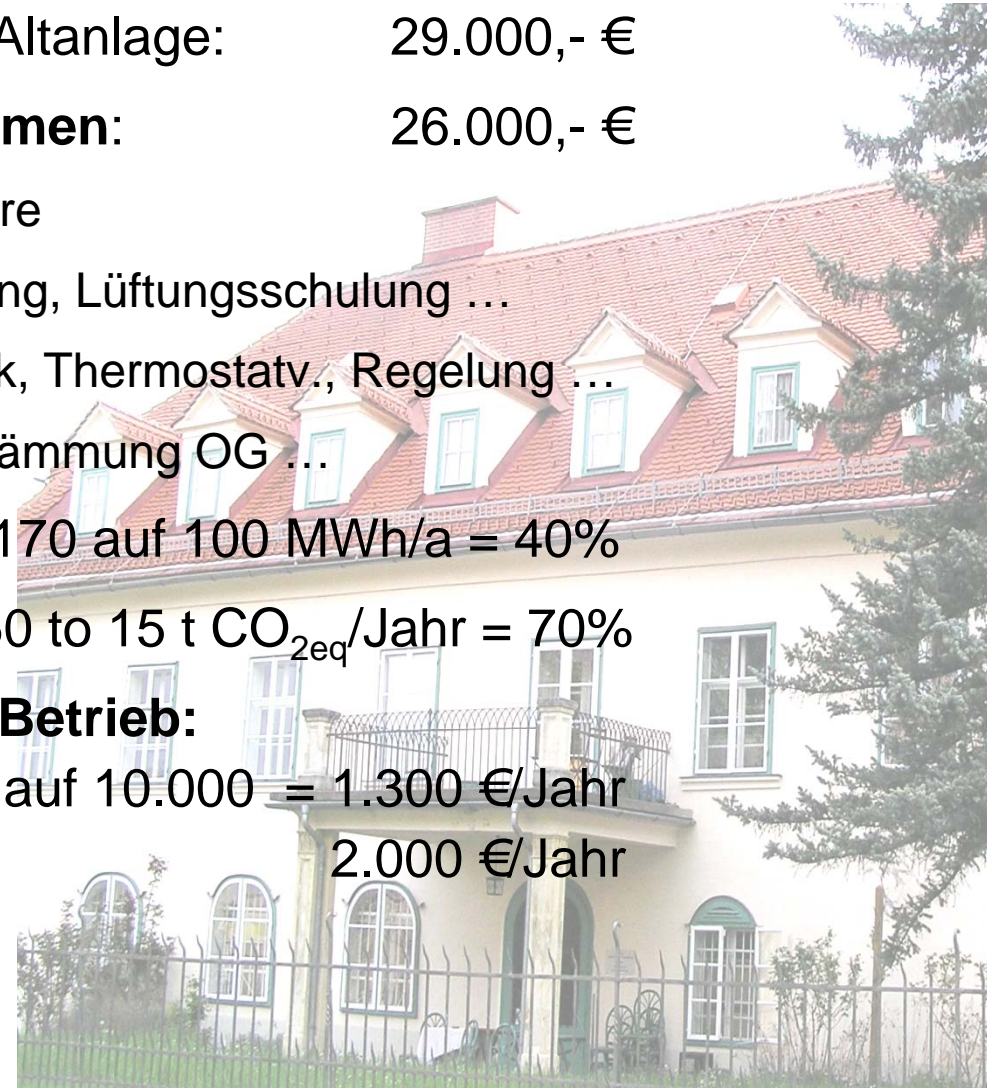 Altanlage: 29.000,- €
men: 26.000,- €
re
ng, Lüftungsschulung …
k, Thermostatv., Regelung …
ämmung OG …
170 auf 100 MWh/a = 40%
0 to 15 t CO2eq/Jahr = 70%
Betrieb:
auf 10.000 = 1.300 €/Jahr
2.000 €/Jahr